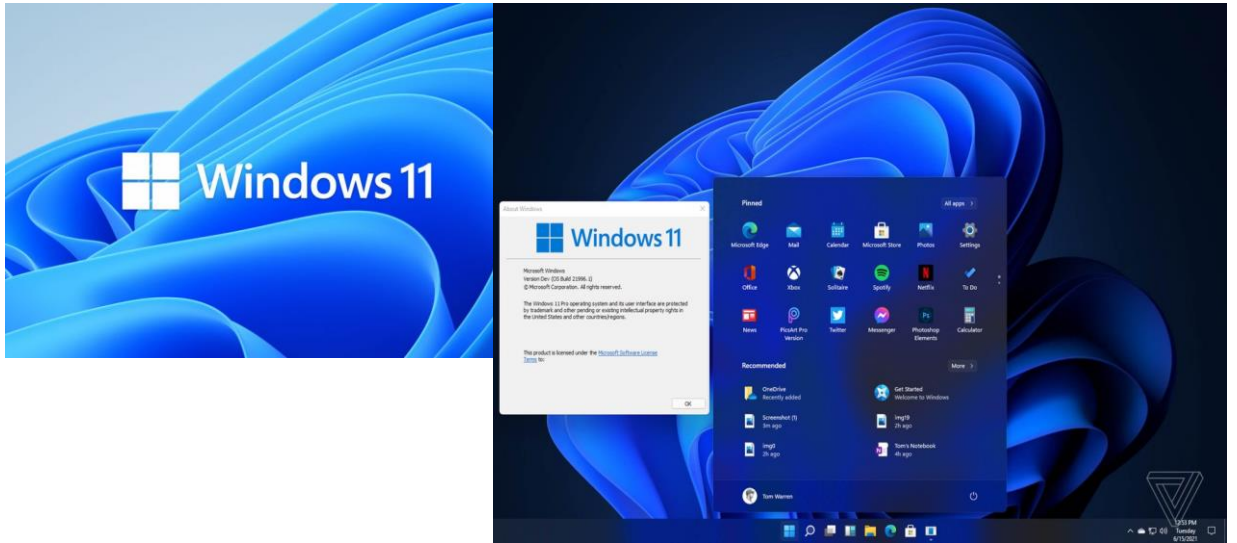 Windows 11
About Windows
Windows 11
Microsoft Windows
Version Dev (OS Build 21996.1)
© Microsoft Corporation. All rights reserved.
The Windows 11 Pro operating system and its user interface are protected
by trademark and other pending or existing intellectual property rights in
the United States and other countries/regions.
This product is licensed under the Microsoft Software License
Terms to:
OK
Pinned
All apps >
Microsoft Edge Mail Calendar Microsoft Store Photos Settings
Office Xbox Solitaire Spotify Netflix To Do
News PicsArt Pro Twitter Messenger Photoshop Calculator
Version Elements
Recommended
More >
OneDrive
Recently added
Get Started
Welcome to Windows
Screenshot (1)
3m ago
img19
2h ago
img0
2h ago
Tom's Notebook
4h ago
Tom Warren
12:53 PM
Tuesday
6/15/2021